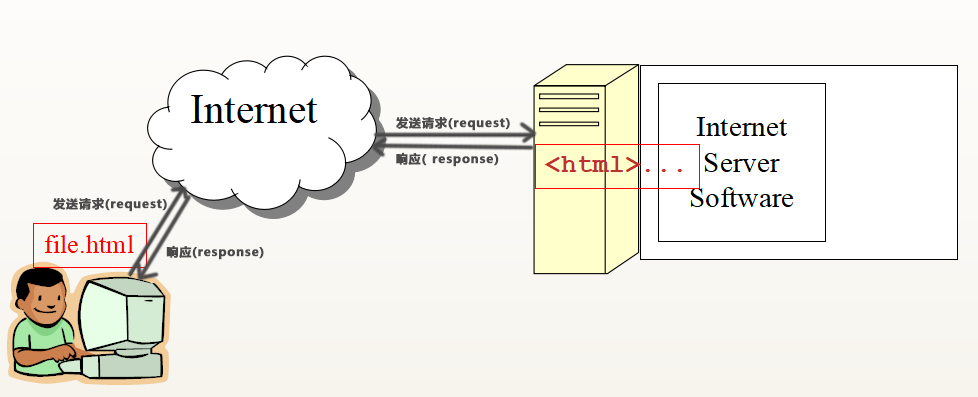 Internet
发送请求(request)
响应( response)
Internet
Server
Software
<html>...
发送请求(request)
file.html
响应(response)